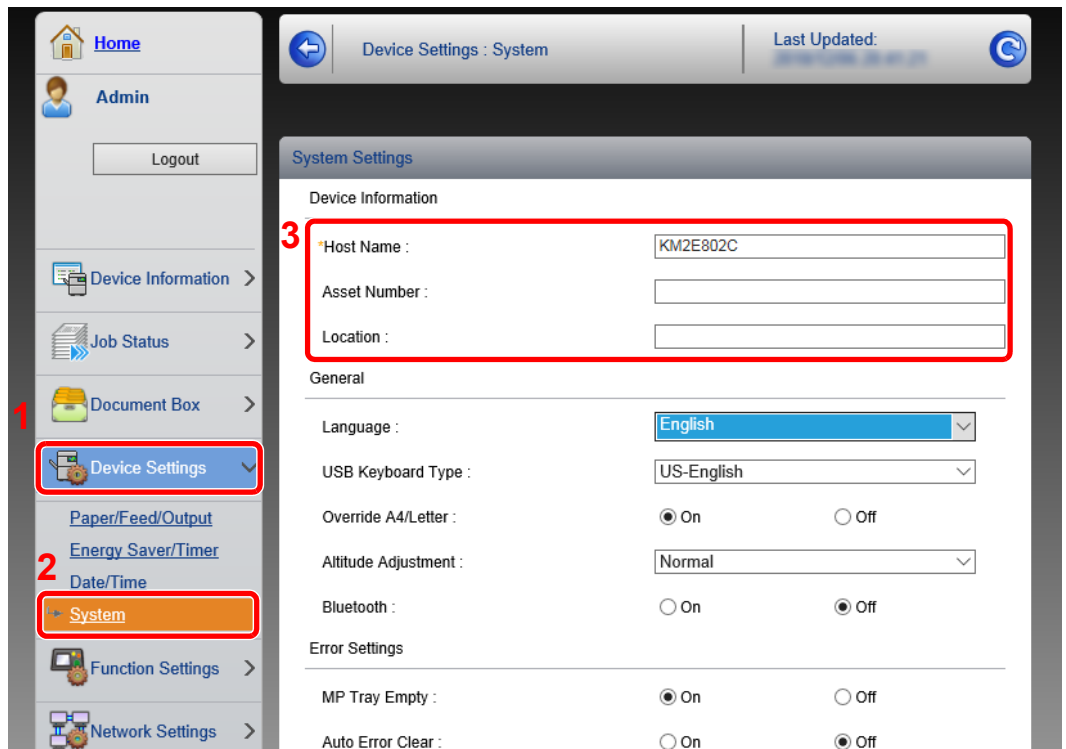 Home
Admin
Logout
Device Information
Job Status
1
Document Box
Device Settings
Paper/Feed/Output
Energy Saver/Timer
2
Date/Time
System
Function Settings
Network Settings
Device Settings : System
Last Updated:
System Settings
Device Information
3
*Host Name : KM2E802C
Asset Number :
Location :
General
Language : English
USB Keyboard Type : US-English
Override A4/Letter : On Off
Altitude Adjustment : Normal
Bluetooth : On Off
Error Settings
MP Tray Empty : On Off
Auto Error Clear : On Off